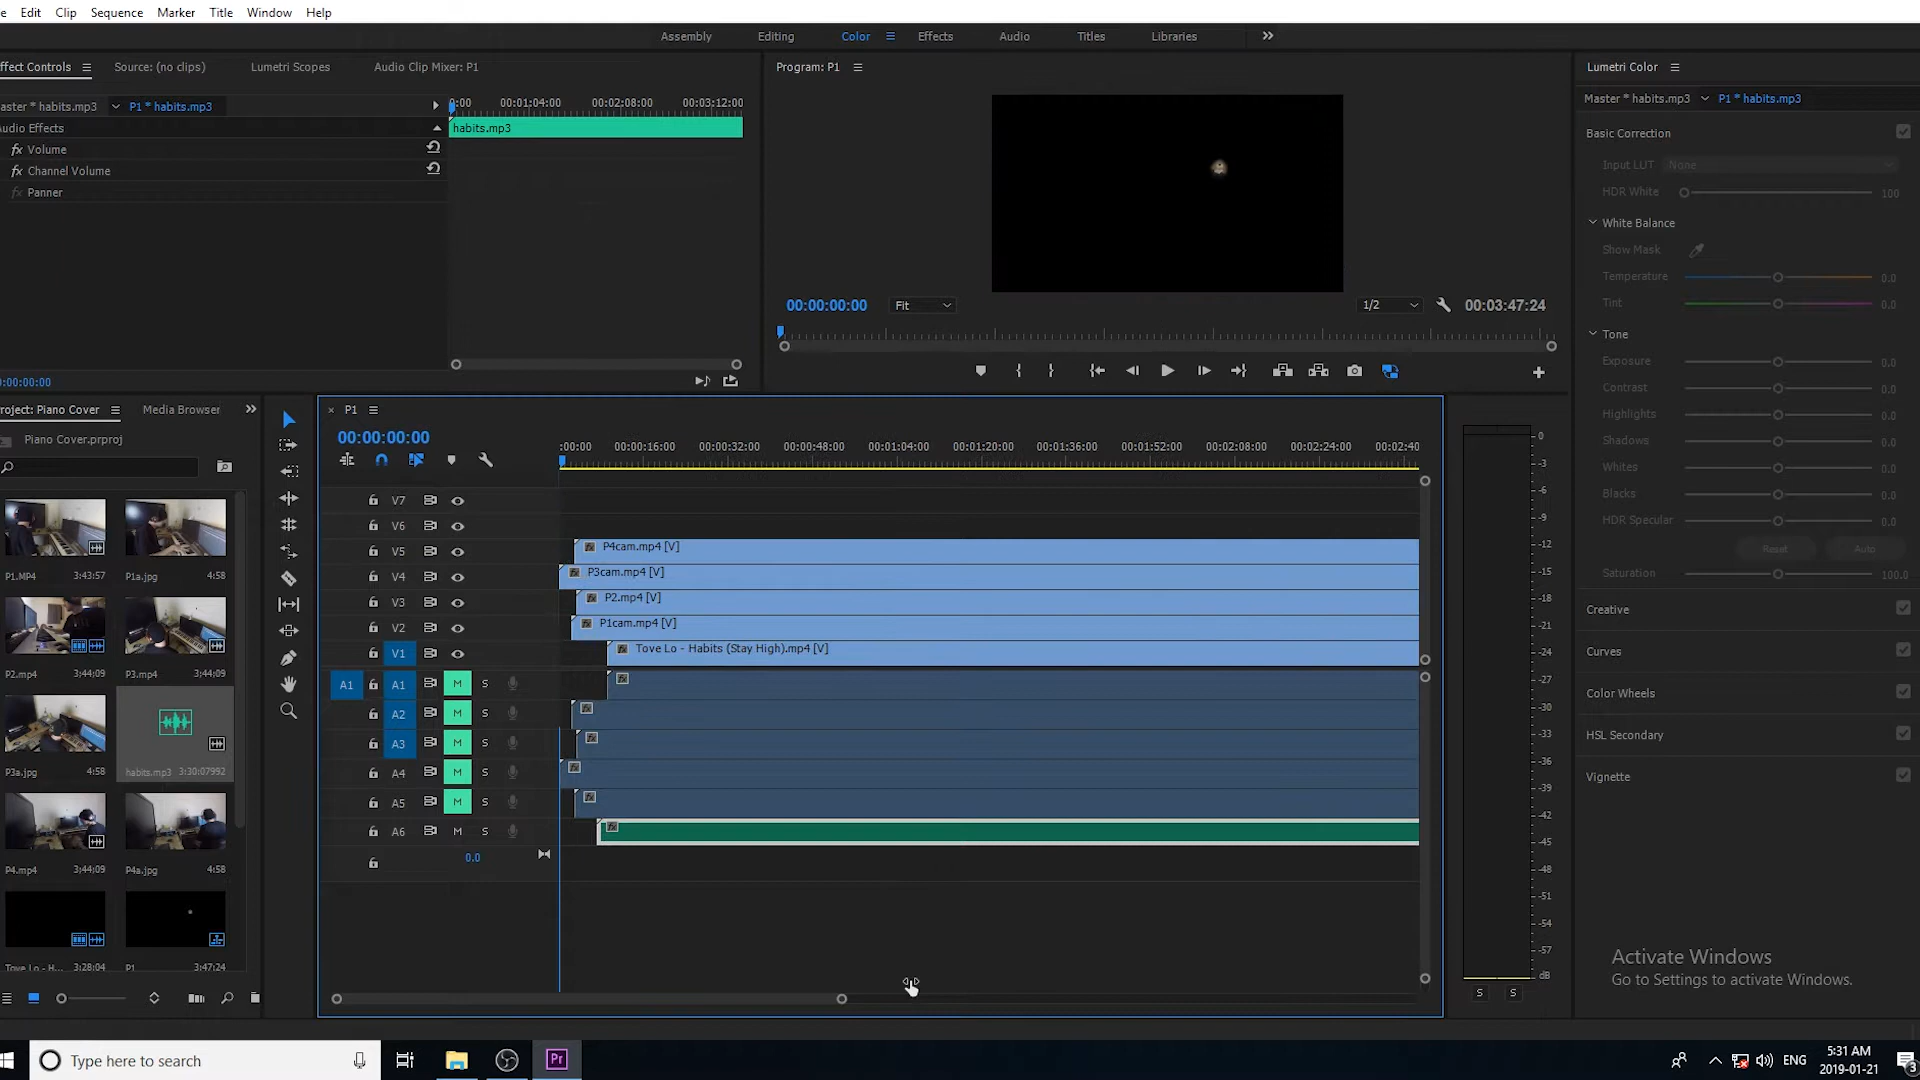 Edit Clip Sequence Marker Title Window Help
Assembly Editing Color Effects Audio Titles Libraries
ffect Controls Source: (no clips) Lumetri Scopes Audio Clip Mixer: P1
aster * habits.mp3 P1 * habits.mp3
udio Effects
fx Volume
fx Channel Volume
fx Panner
0:00 00:01:04:00 00:02:08:00 00:03:12:00
habits.mp3
00:00:00:00
Program: P1
00:00:00:00 Fit 1/2 00:03:47:24
Lumetri Color
Master * habits.mp3 P1 * habits.mp3
Basic Correction
Input LUT None
HDR White 100
White Balance
Show Mask
Temperature 0.0
Tint 0.0
Tone
Exposure 0.0
Contrast 0.0
Highlights 0.0
Shadows 0.0
Whites 0.0
Blacks 0.0
HDR Specular 0.0
Reset Auto
Saturation 100.0
Creative
Curves
Color Wheels
HSL Secondary
Vignette
roject: Piano Cover Media Browser
Piano Cover.prproj
P1.MP4 3:43:57 P1a.jpg 4:58
P2.mp4 3:44;09 P3.mp4 3:44;09
P3a.jpg 4:58 habits.mp3 3:30:07992
P4.mp4 3:44;09 P4a.jpg 4:58
Tove Lo - H... 3:28:04 P1 3:47:24
P1
00:00:00:00
:00:00 00:00:16:00 00:00:32:00 00:00:48:00 00:01:04:00 00:01:20:00 00:01:36:00 00:01:52:00 00:02:08:00 00:02:24:00 00:02:40
V7
V6
V5 P4cam.mp4 [V]
V4 P3cam.mp4 [V]
V3 P2.mp4 [V]
V2 P1cam.mp4 [V]
V1 Tove Lo - Habits (Stay High).mp4 [V]
A1 A1 M S
A2 M S
A3 M S
A4 M S
A5 M S
A6 M S
0.0
0
-3
-6
-9
-12
-15
-18
-21
-24
-27
-30
-33
-36
-39
-42
-45
-48
-51
-54
-57
dB
S S
Activate Windows
Go to Settings to activate Windows.
Type here to search
Pr
ENG
5:31 AM
2019-01-21
3